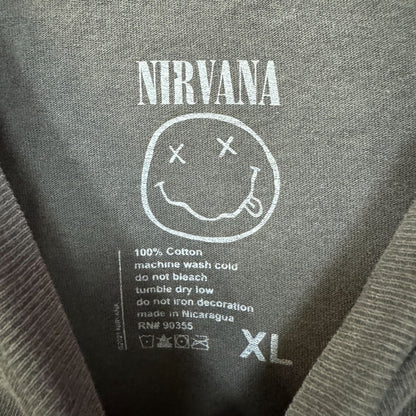 NIRVANA
100% Cotton
machine wash cold
do not bleach
tumble dry low
do not iron decoration
made in Nicaragua
RN# 90355
XL
©2021 NIRVANA